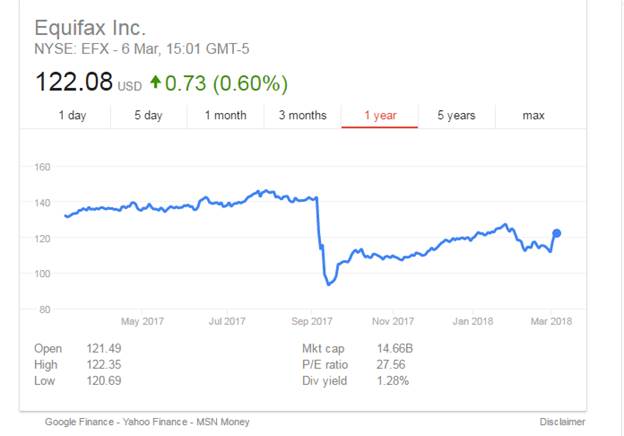 Equifax Inc.
NYSE: EFX - 6 Mar, 15:01 GMT-5
122.08 USD 0.73 (0.60%)
1 day 5 day 1 month 3 months 1 year 5 years max
160
140
120
100
80
May 2017 Jul 2017 Sep 2017 Nov 2017 Jan 2018 Mar 2018
Open 121.49 Mkt cap 14.66B
High 122.35 P/E ratio 27.56
Low 120.69 Div yield 1.28%
Google Finance - Yahoo Finance - MSN Money Disclaimer